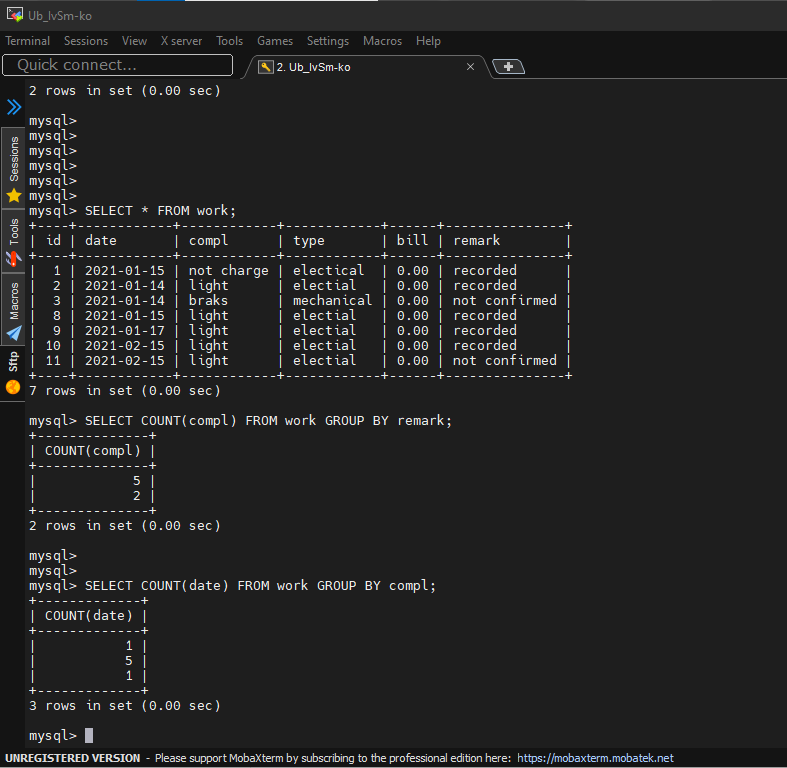 Ub_IvSm-ko
Terminal Sessions View X server Tools Games Settings Macros Help
Quick connect...
2. Ub_IvSm-ko
Sessions
Tools
Macros
Sftp
2 rows in set (0.00 sec)
mysql>
mysql>
mysql>
mysql>
mysql>
mysql>
mysql> SELECT * FROM work;
+----+------------+------------+------------+------+---------------+
| id | date       | compl      | type       | bill | remark        |
+----+------------+------------+------------+------+---------------+
|  1 | 2021-01-15 | not charge | electical  | 0.00 | recorded      |
|  2 | 2021-01-14 | light      | electial   | 0.00 | recorded      |
|  3 | 2021-01-14 | braks      | mechanical | 0.00 | not confirmed |
|  8 | 2021-01-15 | light      | electial   | 0.00 | recorded      |
|  9 | 2021-01-17 | light      | electial   | 0.00 | recorded      |
| 10 | 2021-02-15 | light      | electial   | 0.00 | recorded      |
| 11 | 2021-02-15 | light      | electial   | 0.00 | not confirmed |
+----+------------+------------+------------+------+---------------+
7 rows in set (0.00 sec)
mysql> SELECT COUNT(compl) FROM work GROUP BY remark;
+--------------+
| COUNT(compl) |
+--------------+
|            5 |
|            2 |
+--------------+
2 rows in set (0.00 sec)
mysql>
mysql>
mysql> SELECT COUNT(date) FROM work GROUP BY compl;
+-------------+
| COUNT(date) |
+-------------+
|           1 |
|           5 |
|           1 |
+-------------+
3 rows in set (0.00 sec)
mysql>
UNREGISTERED VERSION - Please support MobaXterm by subscribing to the professional edition here: https://mobaxterm.mobatek.net